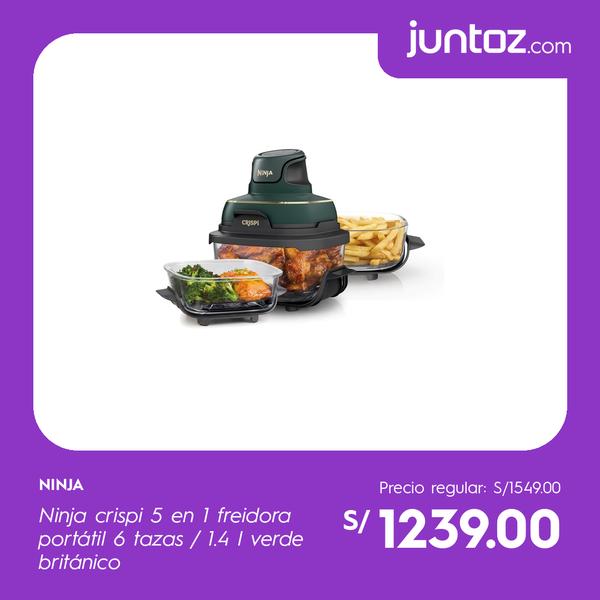 juntoz.com
NINJA
CRISPI
NINJA
Ninja crispi 5 en 1 freidora
portátil 6 tazas / 1.4 l verde
británico
Precio regular: S/1549.00
S/ 1239.00